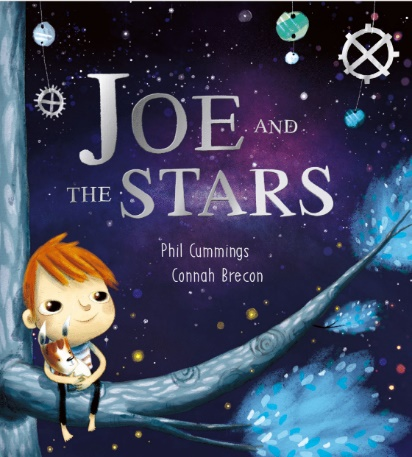 JOE AND
THE STARS
Phil Cummings
Connah Brecon